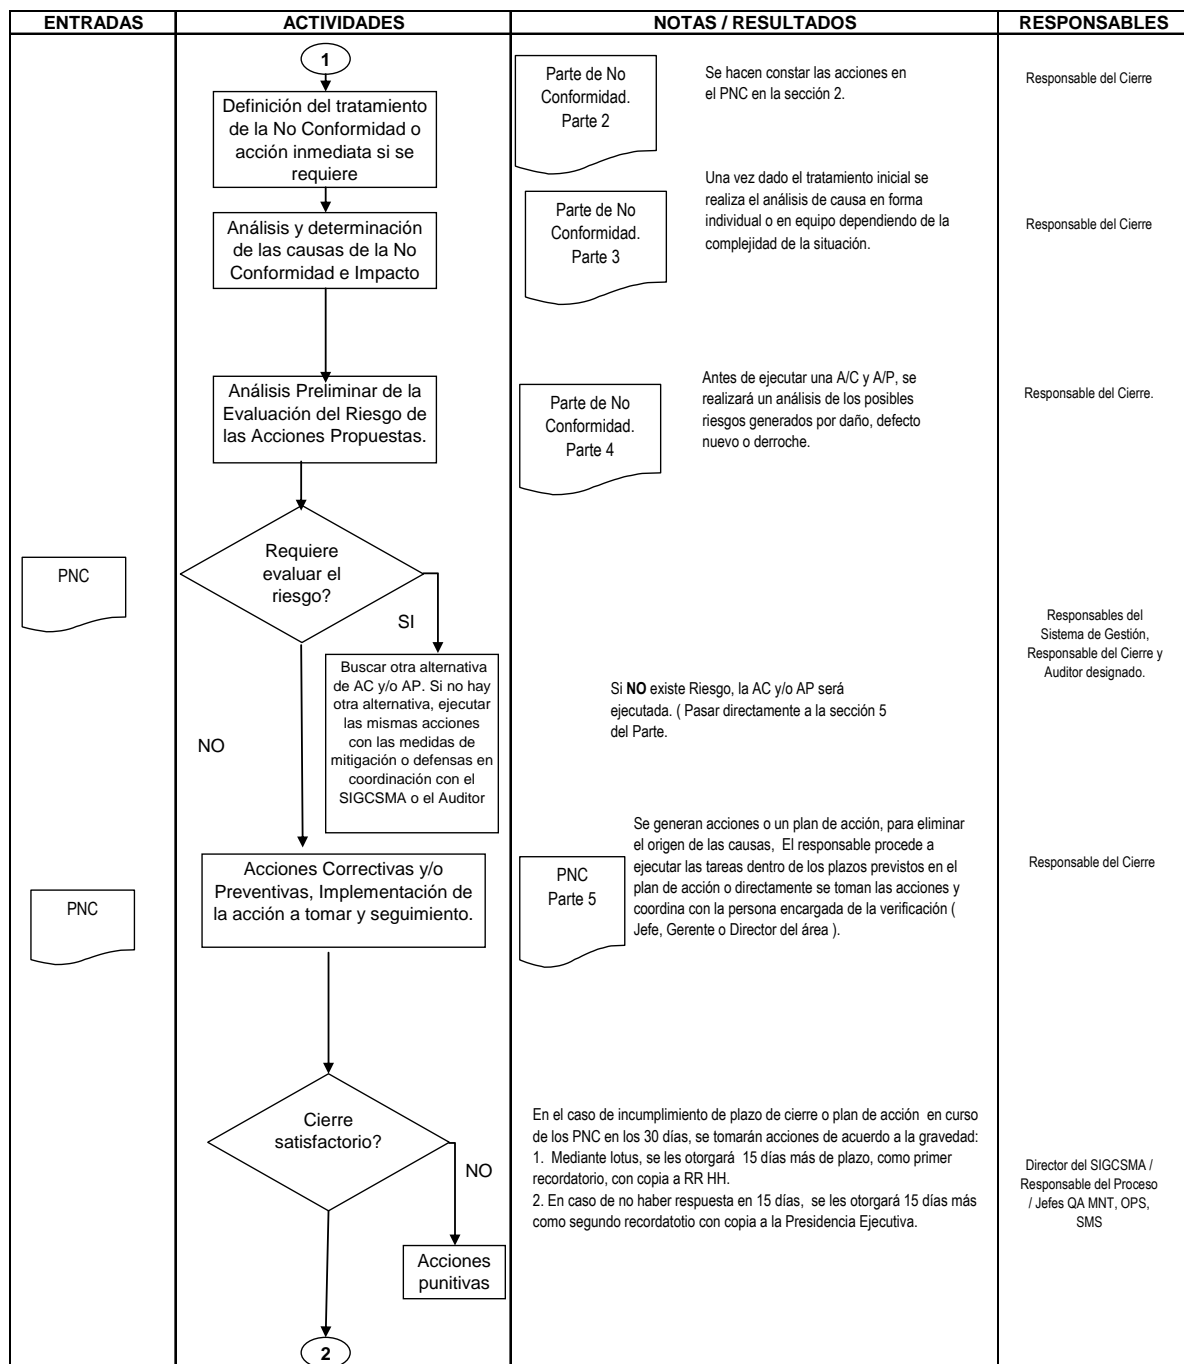 ENTRADAS
ACTIVIDADES
NOTAS / RESULTADOS
RESPONSABLES
1
Definición del tratamiento
de la No Conformidad o
acción inmediata si se
requiere
Parte de No
Conformidad.
Parte 2
Se hacen constar las acciones en
el PNC en la sección 2.
Responsable del Cierre
Análisis y determinación
de las causas de la No
Conformidad e Impacto
Parte de No
Conformidad.
Parte 3
Una vez dado el tratamiento inicial se
realiza el análisis de causa en forma
individual o en equipo dependiendo de la
complejidad de la situación.
Responsable del Cierre
Análisis Preliminar de la
Evaluación del Riesgo de
las Acciones Propuestas.
Parte de No
Conformidad.
Parte 4
Antes de ejecutar una A/C y A/P, se
realizará un análisis de los posibles
riesgos generados por daño, defecto
nuevo o derroche.
Responsable del Cierre.
PNC
Requiere
evaluar el
riesgo?
SI
NO
Buscar otra alternativa
de AC y/o AP. Si no hay
otra alternativa, ejecutar
las mismas acciones
con las medidas de
mitigación o defensas en
coordinación con el
SIGCSMA o el Auditor
Si NO existe Riesgo, la AC y/o AP será
ejecutada. ( Pasar directamente a la sección 5
del Parte.
Responsables del
Sistema de Gestión,
Responsable del Cierre y
Auditor designado.
PNC
Acciones Correctivas y/o
Preventivas, Implementación de
la acción a tomar y seguimiento.
PNC
Parte 5
Se generan acciones o un plan de acción, para eliminar
el origen de las causas, El responsable procede a
ejecutar las tareas dentro de los plazos previstos en el
plan de acción o directamente se toman las acciones y
coordina con la persona encargada de la verificación (
Jefe, Gerente o Director del área ).
Responsable del Cierre
Cierre
satisfactorio?
NO
Acciones
punitivas
En el caso de incumplimiento de plazo de cierre o plan de acción en curso
de los PNC en los 30 días, se tomarán acciones de acuerdo a la gravedad:
1. Mediante lotus, se les otorgará 15 días más de plazo, como primer
recordatorio, con copia a RR HH.
2. En caso de no haber respuesta en 15 días, se les otorgará 15 días más
como segundo recordatotio con copia a la Presidencia Ejecutiva.
Director del SIGCSMA /
Responsable del Proceso
/ Jefes QA MNT, OPS,
SMS
2